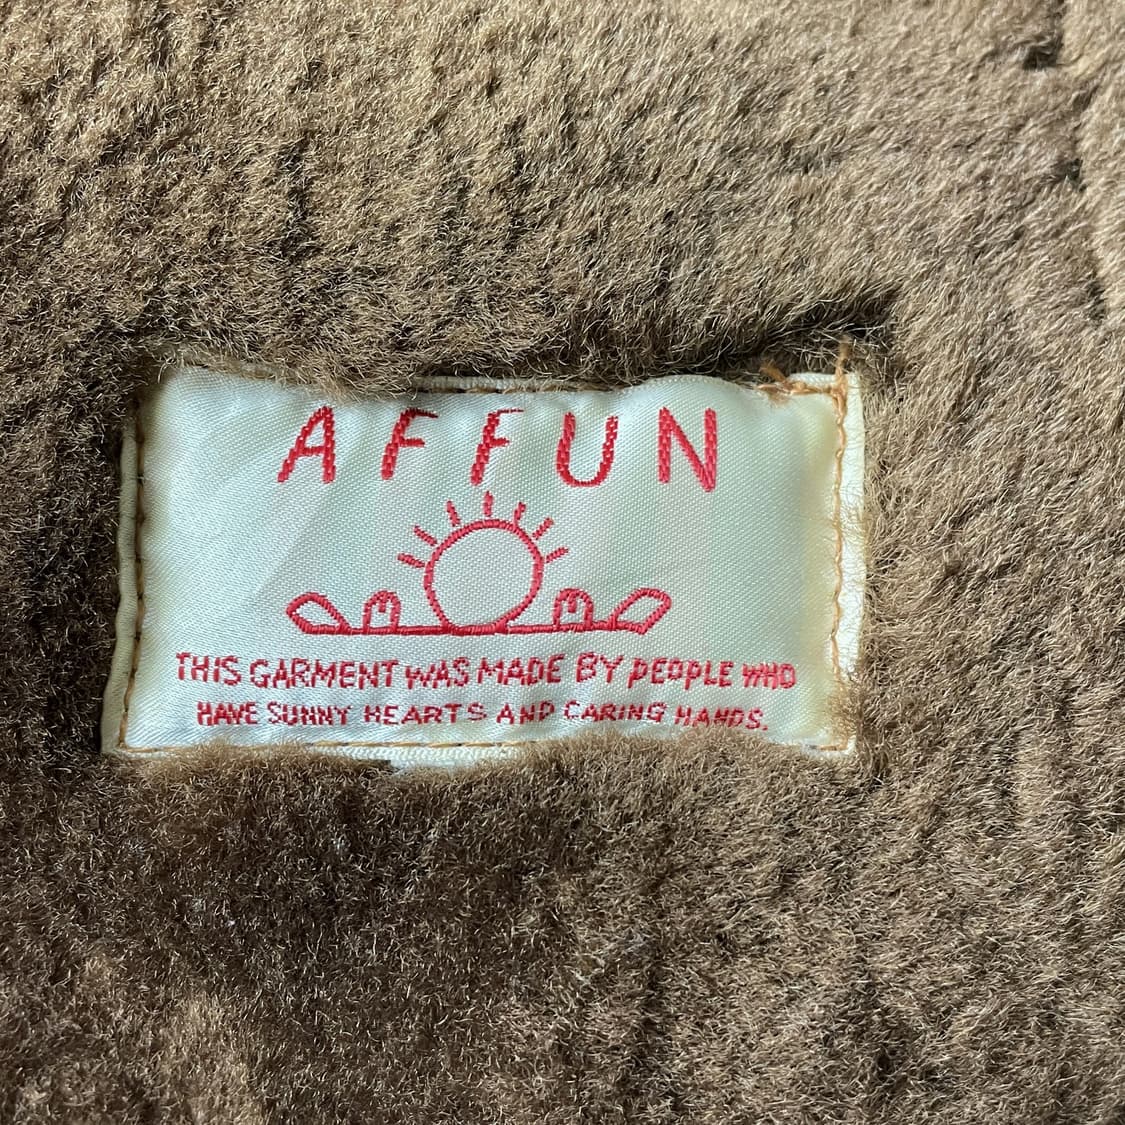 AFFUN
THIS GARMENT WAS MADE BY PEOPLE WHO
HAVE SUNNY HEARTS AND CARING HANDS.